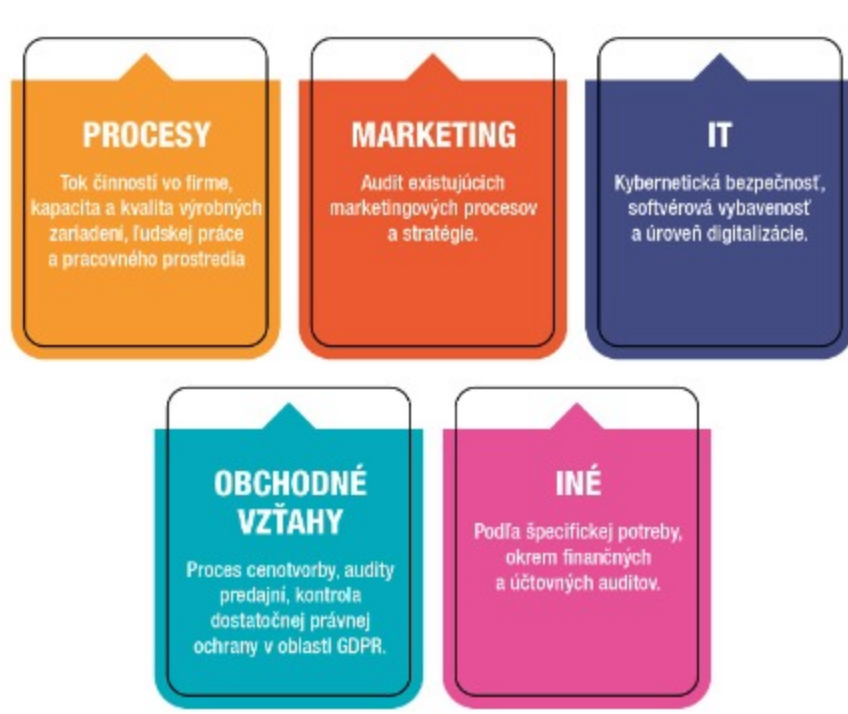 PROCESY
Tok činností vo firme,
kapacita a kvalita výrobných
zariadení, ľudskej práce
a pracovného prostredia
MARKETING
Audit existujúcich
marketingových procesov
a stratégie.
IT
Kybernetická bezpečnosť,
softvérová vybavenosť
a úroveň digitalizácie.
OBCHODNÉ
VZŤAHY
Proces cenotvorby, audity
predajní, kontrola
dostatočnej právnej
ochrany v oblasti GDPR.
INÉ
Podľa špecifickej potreby,
okrem finančných
a účtovných auditov.